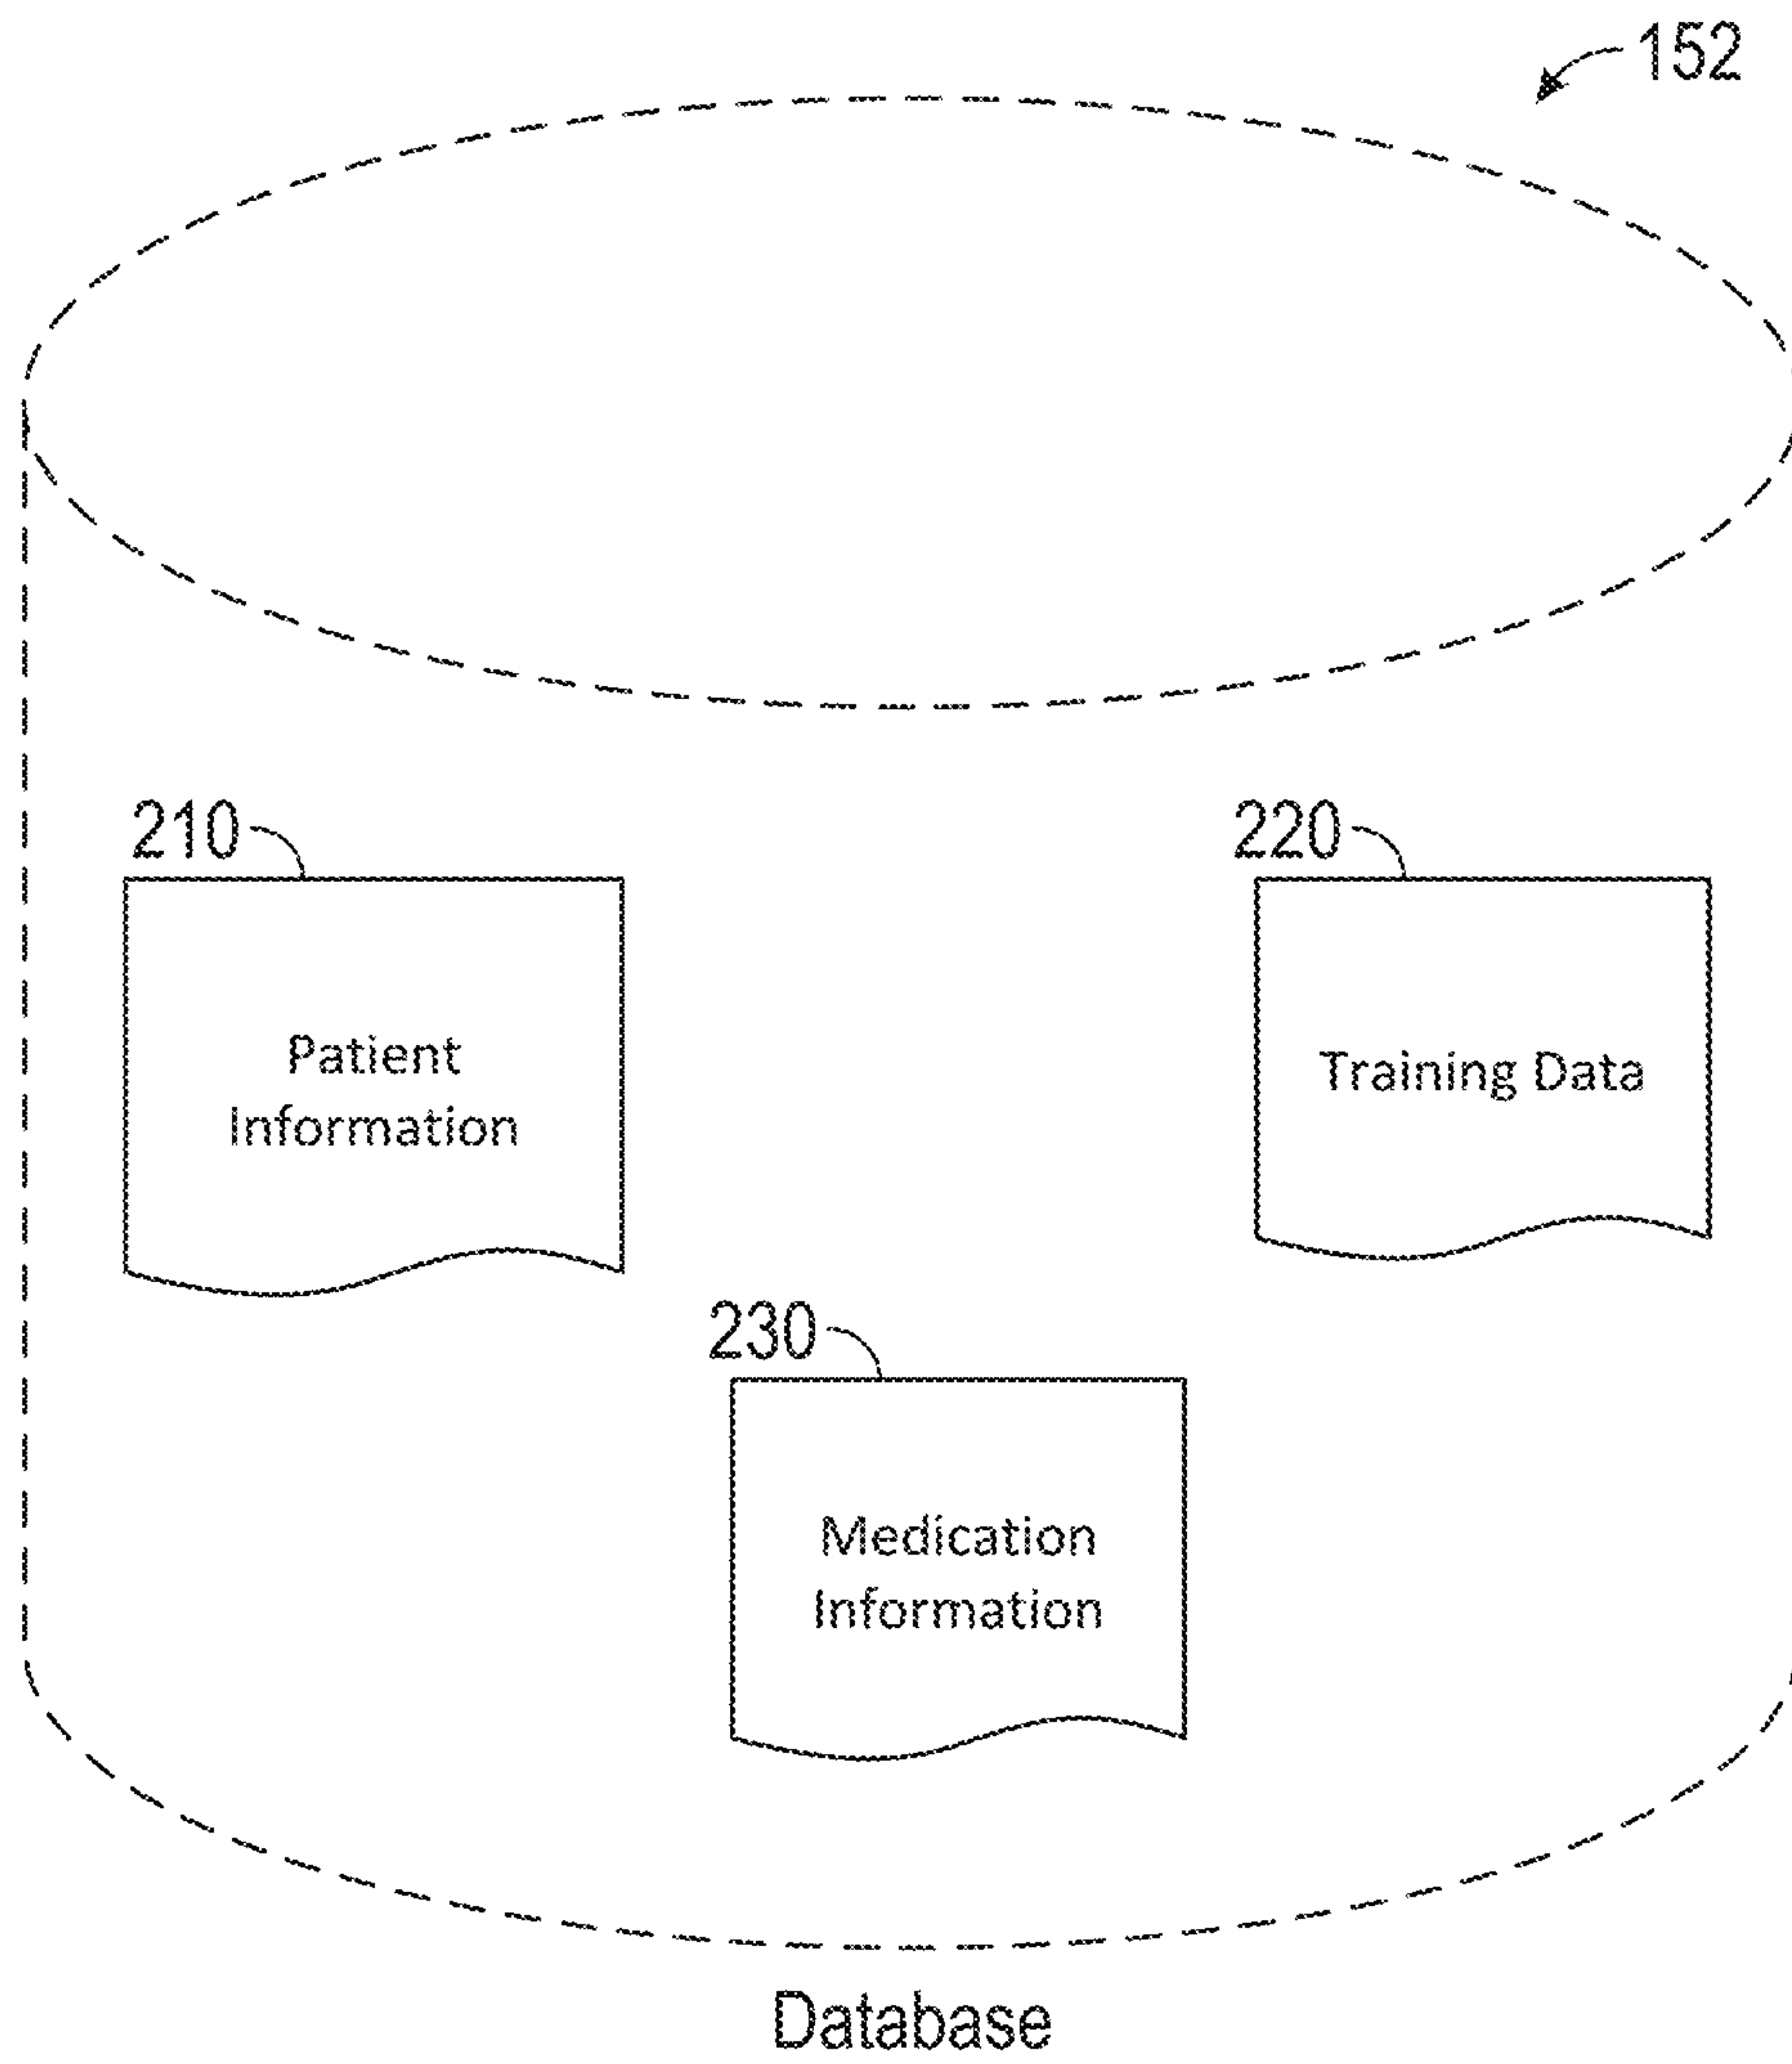 152
210
220
Patient
Information
Training Data
230
Medication
Information
Database